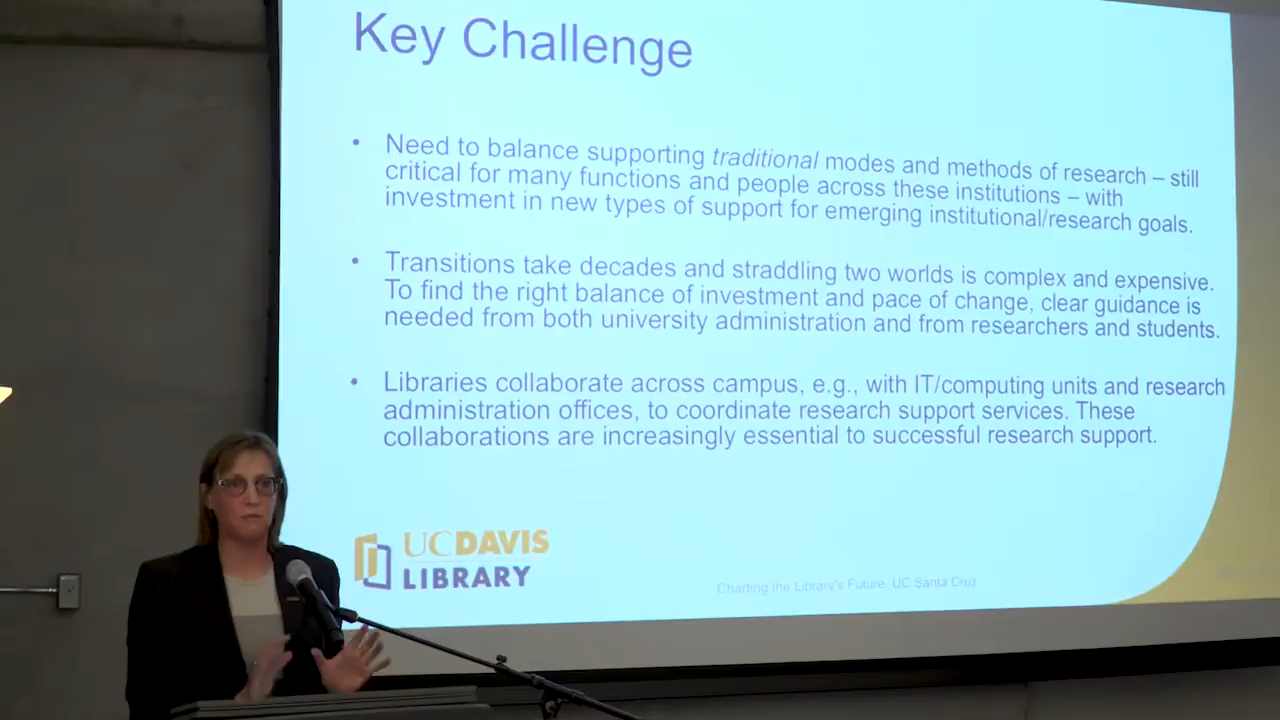 Key Challenge
• Need to balance supporting traditional modes and methods of research – still
critical for many functions and people across these institutions – with
investment in new types of support for emerging institutional/research goals.
• Transitions take decades and straddling two worlds is complex and expensive.
To find the right balance of investment and pace of change, clear guidance is
needed from both university administration and from researchers and students.
• Libraries collaborate across campus, e.g., with IT/computing units and research
administration offices, to coordinate research support services. These
collaborations are increasingly essential to successful research support.
UCDAVIS
LIBRARY
Charting the Library's Future, UC Santa Cruz